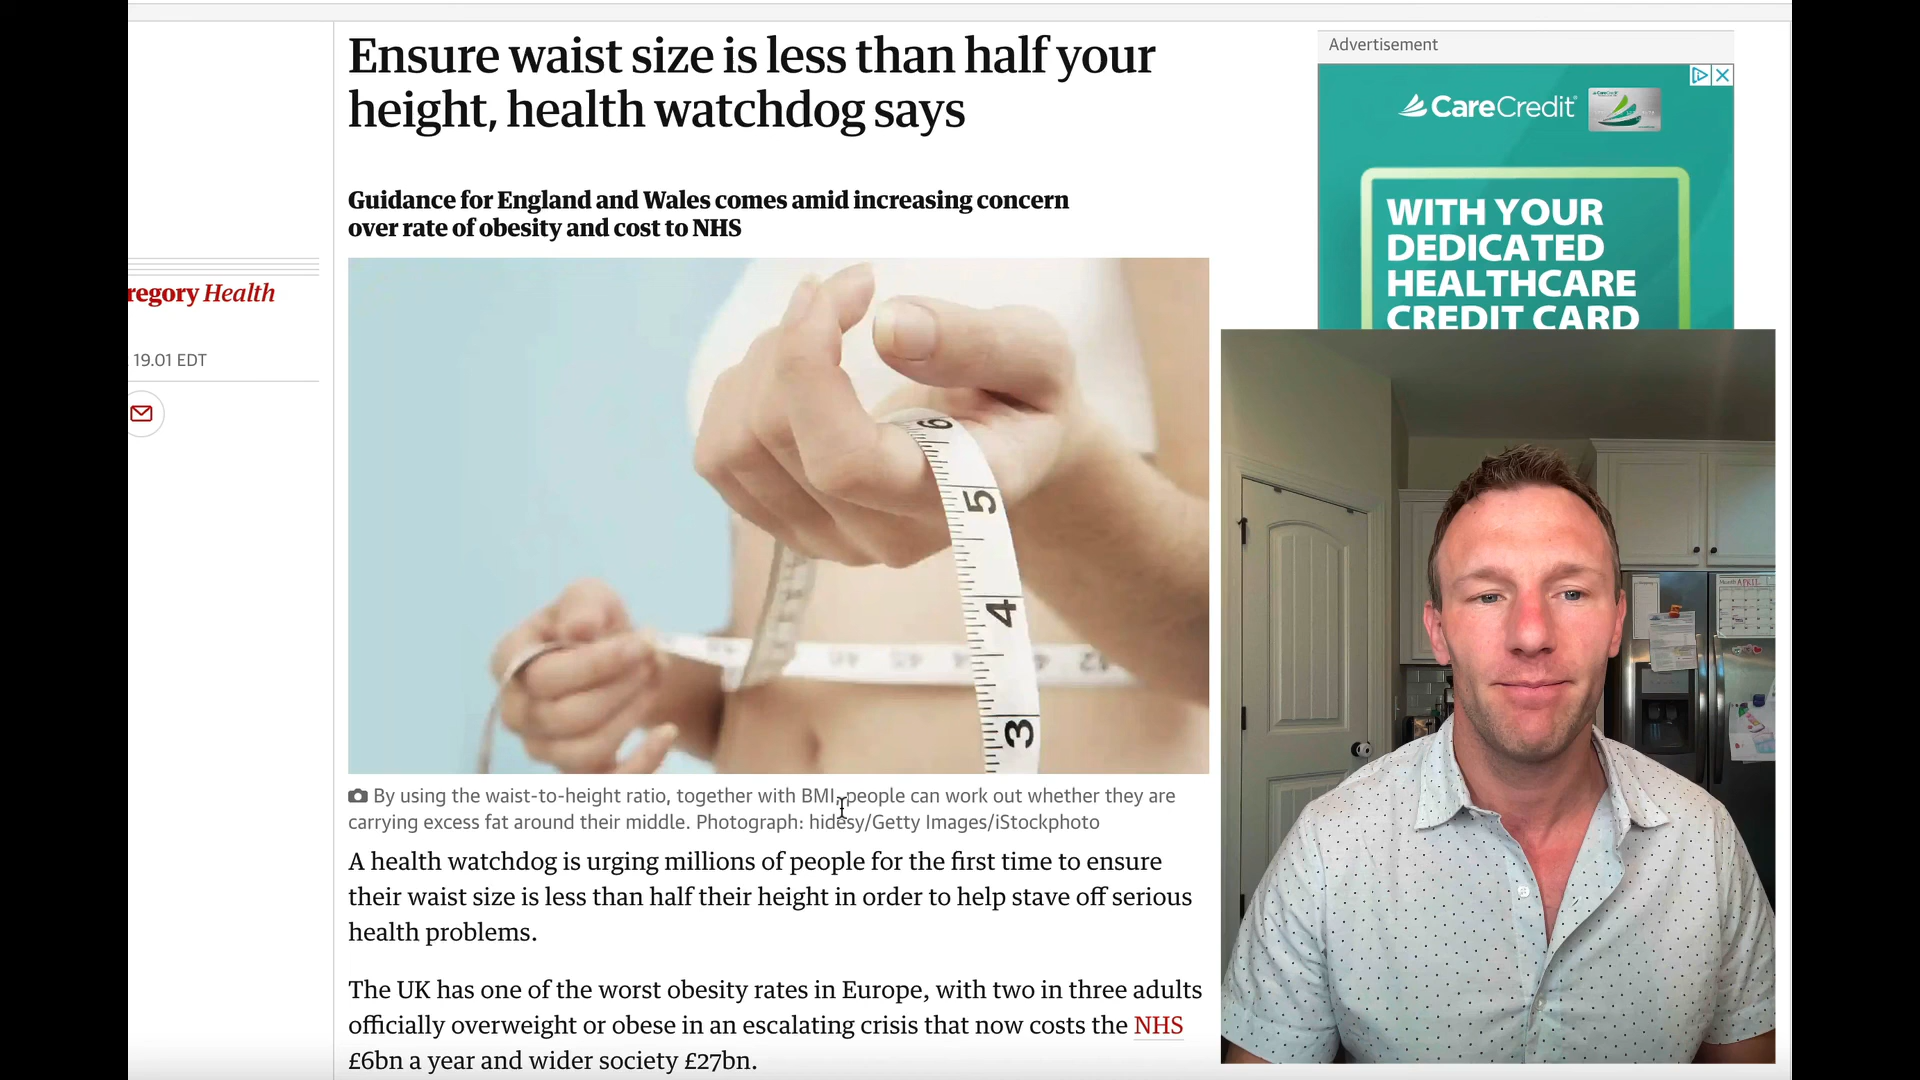 Ensure waist size is less than half your
height, health watchdog says
Guidance for England and Wales comes amid increasing concern
over rate of obesity and cost to NHS
regory Health
19.01 EDT
6
5
4
3
By using the waist-to-height ratio, together with BMI, people can work out whether they are
carrying excess fat around their middle. Photograph: hidesy/Getty Images/iStockphoto
A health watchdog is urging millions of people for the first time to ensure
their waist size is less than half their height in order to help stave off serious
health problems.
The UK has one of the worst obesity rates in Europe, with two in three adults
officially overweight or obese in an escalating crisis that now costs the NHS
£6bn a year and wider society £27bn.
Advertisement
CareCredit
WITH YOUR
DEDICATED
HEALTHCARE
CREDIT CARD
APRIL